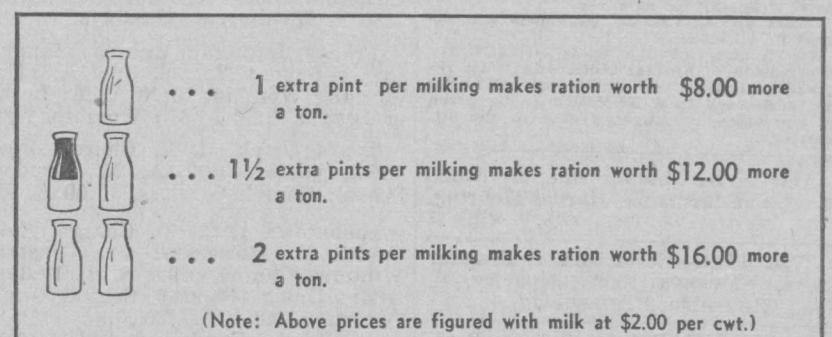 ... 1 extra pint per milking makes ration worth $8.00 more
a ton.
... 1½ extra pints per milking makes ration worth $12.00 more
a ton.
... 2 extra pints per milking makes ration worth $16.00 more
a ton.
(Note: Above prices are figured with milk at $2.00 per cwt.)